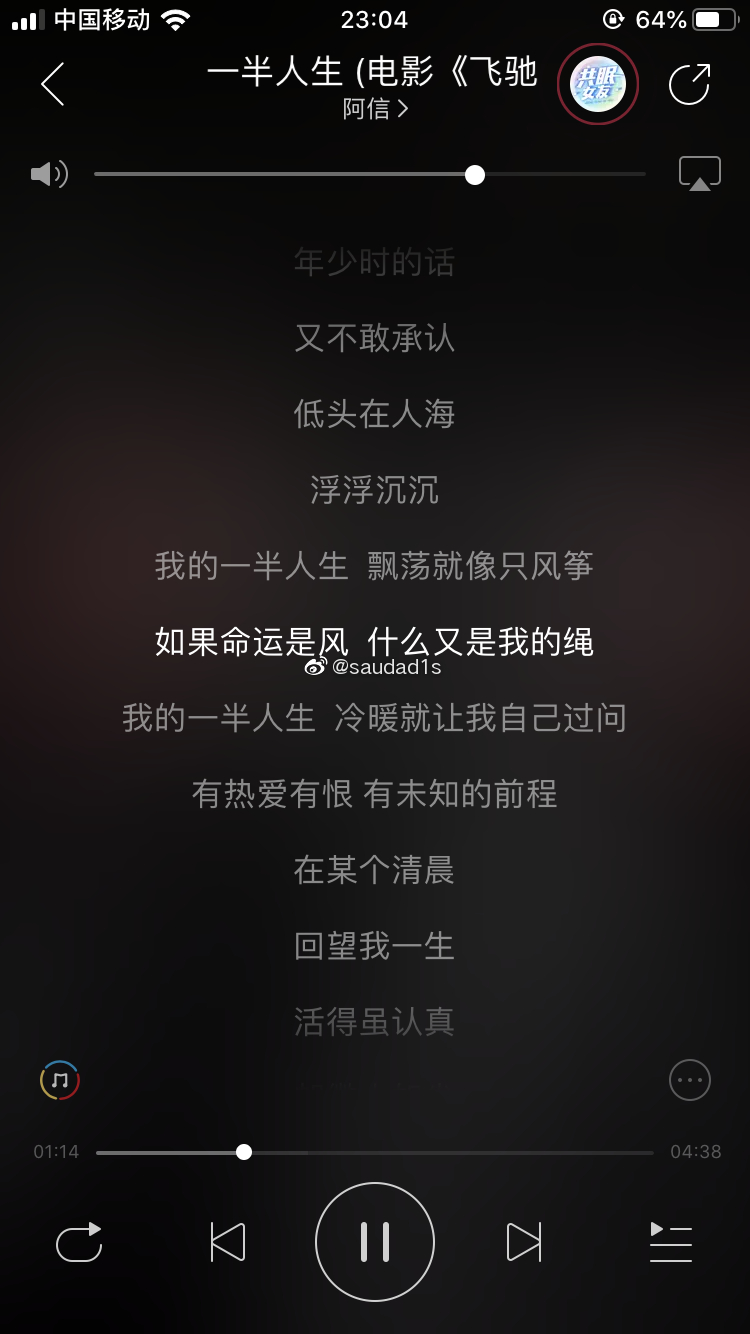 中国移动
23:04
64%
一半人生 (电影《飞驰
阿信
共眠
女友
年少时的话
又不敢承认
低头在人海
浮浮沉沉
我的一半人生 飘荡就像只风筝
如果命运是风 什么又是我的绳
@saudad1s
我的一半人生 冷暖就让我自己过问
有热爱有恨 有未知的前程
在某个清晨
回望我一生
活得虽认真
01:14
04:38